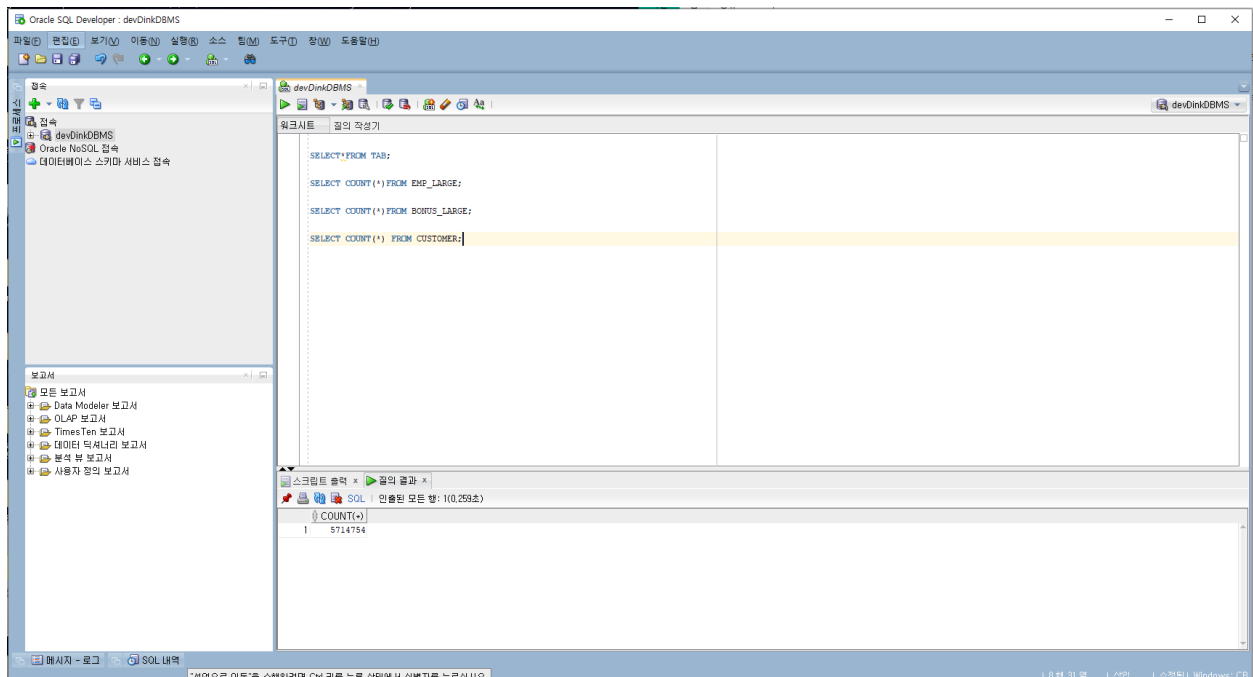 Oracle SQL Developer : devDinkDBMS
파일(F) 편집(E) 보기(V) 이동(N) 실행(R) 소스 팀(M) 도구(T) 창(W) 도움말(H)
접속
접속
devDinkDBMS
Oracle NoSQL 접속
데이터베이스 스키마 서비스 접속
보고서
모든 보고서
Data Modeler 보고서
OLAP 보고서
TimesTen 보고서
데이터 딕셔너리 보고서
분석 뷰 보고서
사용자 정의 보고서
devDinkDBMS
devDinkDBMS
워크시트 질의 작성기
SELECT*FROM TAB;
SELECT COUNT(*)FROM EMP_LARGE;
SELECT COUNT(*)FROM BONUS_LARGE;
SELECT COUNT(*) FROM CUSTOMER;
스크립트 출력 × 질의 결과 ×
SQL | 인출된 모든 행: 1(0,259초)
COUNT(*)
1 5714754
메시지 - 로그 SQL 내역